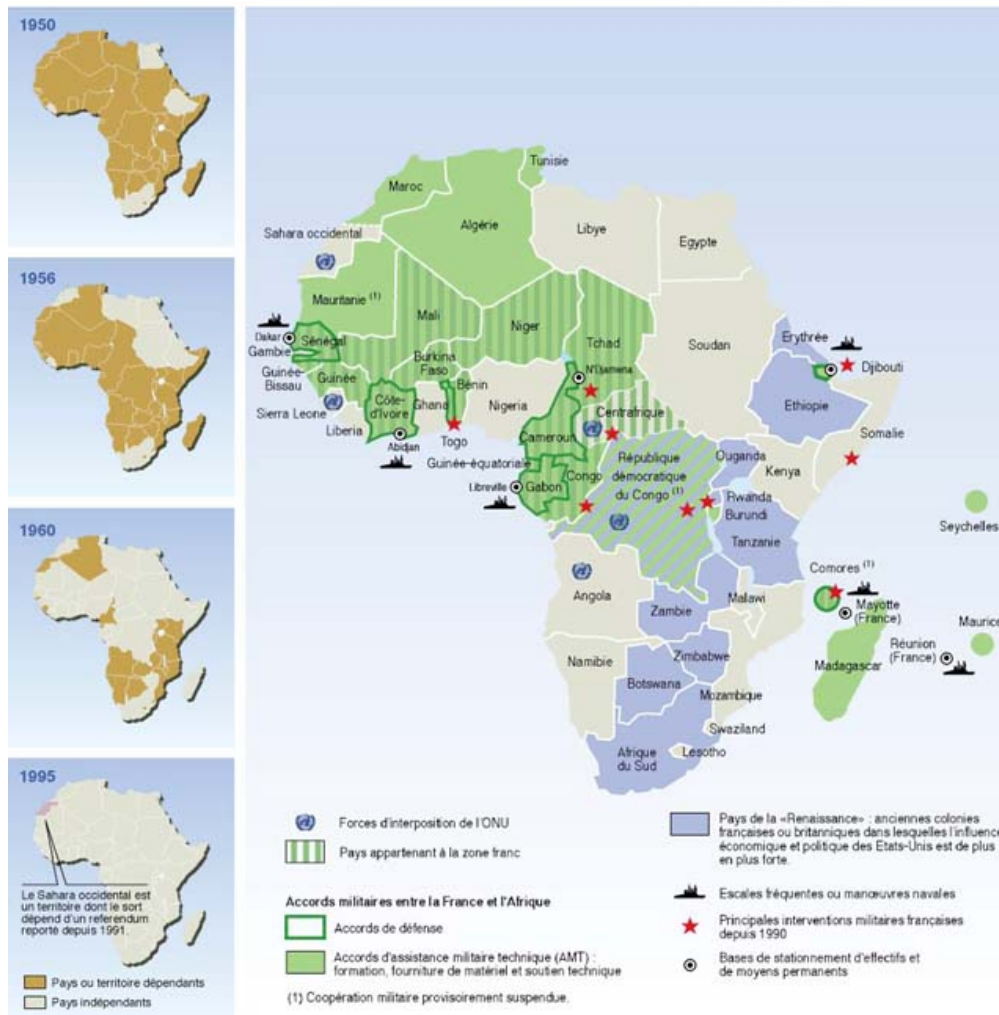 1950
1956
1960
1995
Le Sahara occidental est
un territoire dont le sort
dépend d'un referendum
reporté depuis 1991.
Pays ou territoire dépendants
Pays indépendants
Tunisie
Maroc
Algérie
Libye
Egypte
Sahara occidental
Mauritanie (1)
Mali
Niger
Tchad
Soudan
Erythrée
Djibouti
Dakar
Sénégal
Gambie
Guinée-
Bissau
Guinée
Burkina
Faso
Bénin
N'Djamena
Ethiopie
Sierra Leone
Côte-
d'Ivoire
Ghana
Nigeria
Centrafrique
Somalie
Liberia
Abidjan
Togo
Cameroun
Guinée-équatoriale
République
démocratique
du Congo (1)
Ouganda
Kenya
Libreville
Gabon
Congo
Rwanda
Burundi
Tanzanie
Seychelles
Comores (1)
Angola
Malawi
Mayotte
(France)
Zambie
Maurice
Réunion
(France)
Madagascar
Namibie
Zimbabwe
Botswana
Mozambique
Swaziland
Afrique
du Sud
Lesotho
Forces d'interposition de l'ONU
Pays appartenant à la zone franc
Accords militaires entre la France et l'Afrique
Accords de défense
Accords d'assistance militaire technique (AMT) :
formation, fourniture de matériel et soutien technique
(1) Coopération militaire provisoirement suspendue.
Pays de la «Renaissance» : anciennes colonies
françaises ou britanniques dans lesquelles l'influence
économique et politique des Etats-Unis est de plus
en plus forte.
Escales fréquentes ou manœuvres navales
Principales interventions militaires françaises
depuis 1990
Bases de stationnement d'effectifs et
de moyens permanents